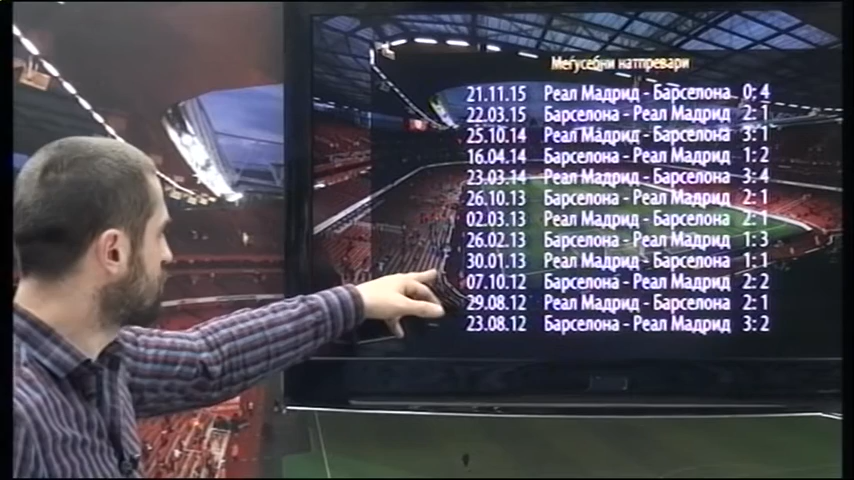 Меѓусебни натпревари
21.11.15 Реал Мадрид - Барселона 0:4
22.03.15 Барселона - Реал Мадрид 2:1
25.10.14 Реал Мадрид - Барселона 3:1
16.04.14 Барселона - Реал Мадрид 1:2
23.03.14 Реал Мадрид - Барселона 3:4
26.10.13 Барселона - Реал Мадрид 2:1
02.03.13 Реал Мадрид - Барселона 2:1
26.02.13 Барселона - Реал Мадрид 1:3
30.01.13 Реал Мадрид - Барселона 1:1
07.10.12 Барселона - Реал Мадрид 2:2
29.08.12 Реал Мадрид - Барселона 2:1
23.08.12 Барселона - Реал Мадрид 3:2